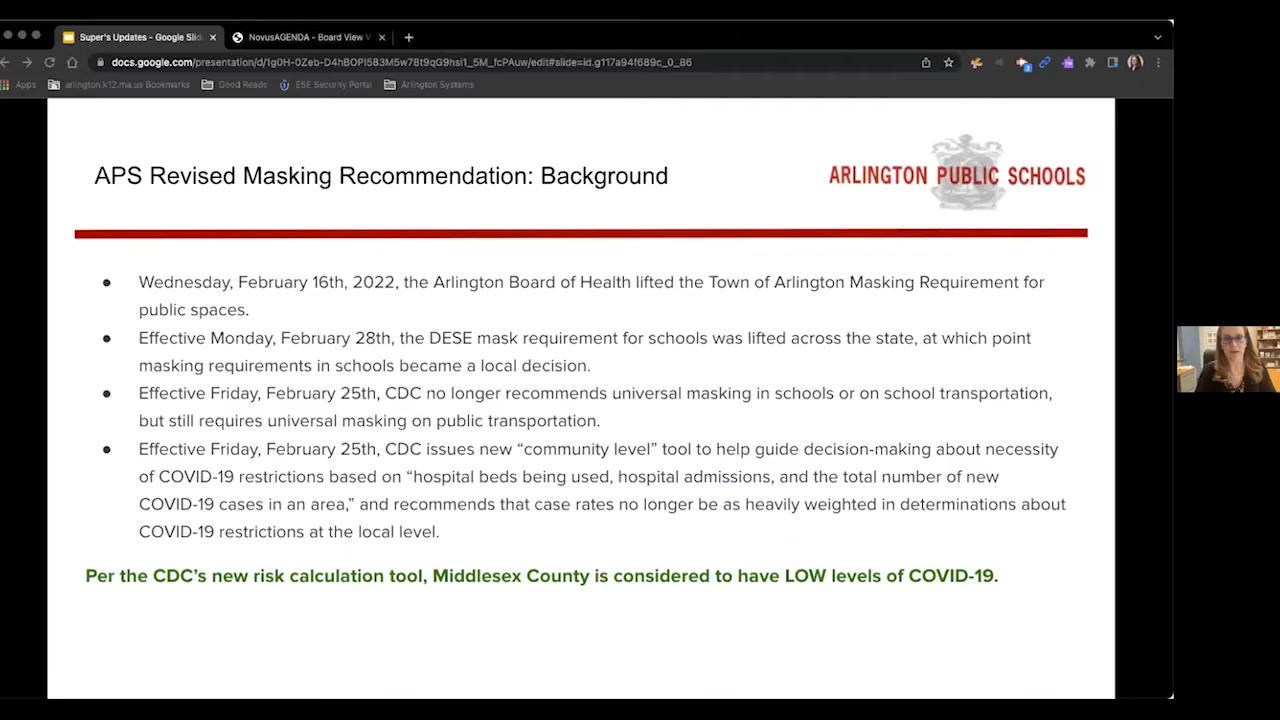 Super's Updates - Google Slid
NovusAGENDA - Board View V
docs.google.com/presentation/d/1g0H-0Zeb-D4hBOPI583M5w78t9qG9hsi1_5M_fcPAuw/edit#slide=id.g117a94f689c_0_86
Apps
arlington.k12.ma.us Bookmarks
Good Reads
ESE Security Portal
Arlington Systems
APS Revised Masking Recommendation: Background
ARLINGTON PUBLIC SCHOOLS
● Wednesday, February 16th, 2022, the Arlington Board of Health lifted the Town of Arlington Masking Requirement for
public spaces.
● Effective Monday, February 28th, the DESE mask requirement for schools was lifted across the state, at which point
masking requirements in schools became a local decision.
● Effective Friday, February 25th, CDC no longer recommends universal masking in schools or on school transportation,
but still requires universal masking on public transportation.
● Effective Friday, February 25th, CDC issues new “community level” tool to help guide decision-making about necessity
of COVID-19 restrictions based on “hospital beds being used, hospital admissions, and the total number of new
COVID-19 cases in an area,” and recommends that case rates no longer be as heavily weighted in determinations about
COVID-19 restrictions at the local level.
Per the CDC’s new risk calculation tool, Middlesex County is considered to have LOW levels of COVID-19.